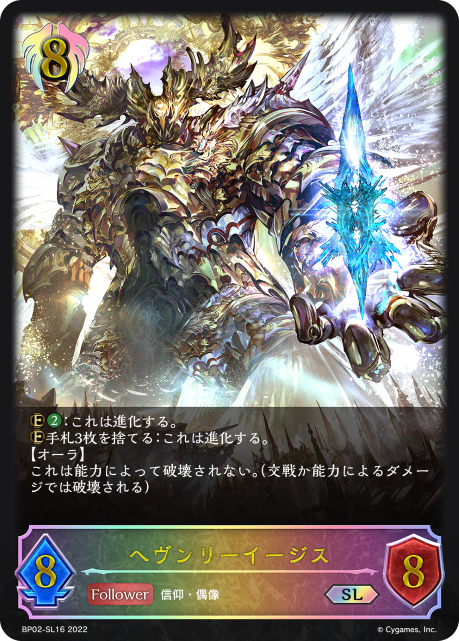 8
Ⓔ②：これは進化する。
Ⓔ手札3枚を捨てる：これは進化する。
【オーラ】
これは能力によって破壊されない。(交戦か能力によるダメー
ジでは破壊される)
ヘヴンリーイージス
8
Follower 信仰・偶像 SL
8
BP02-SL16 2022 © Cygames, Inc.